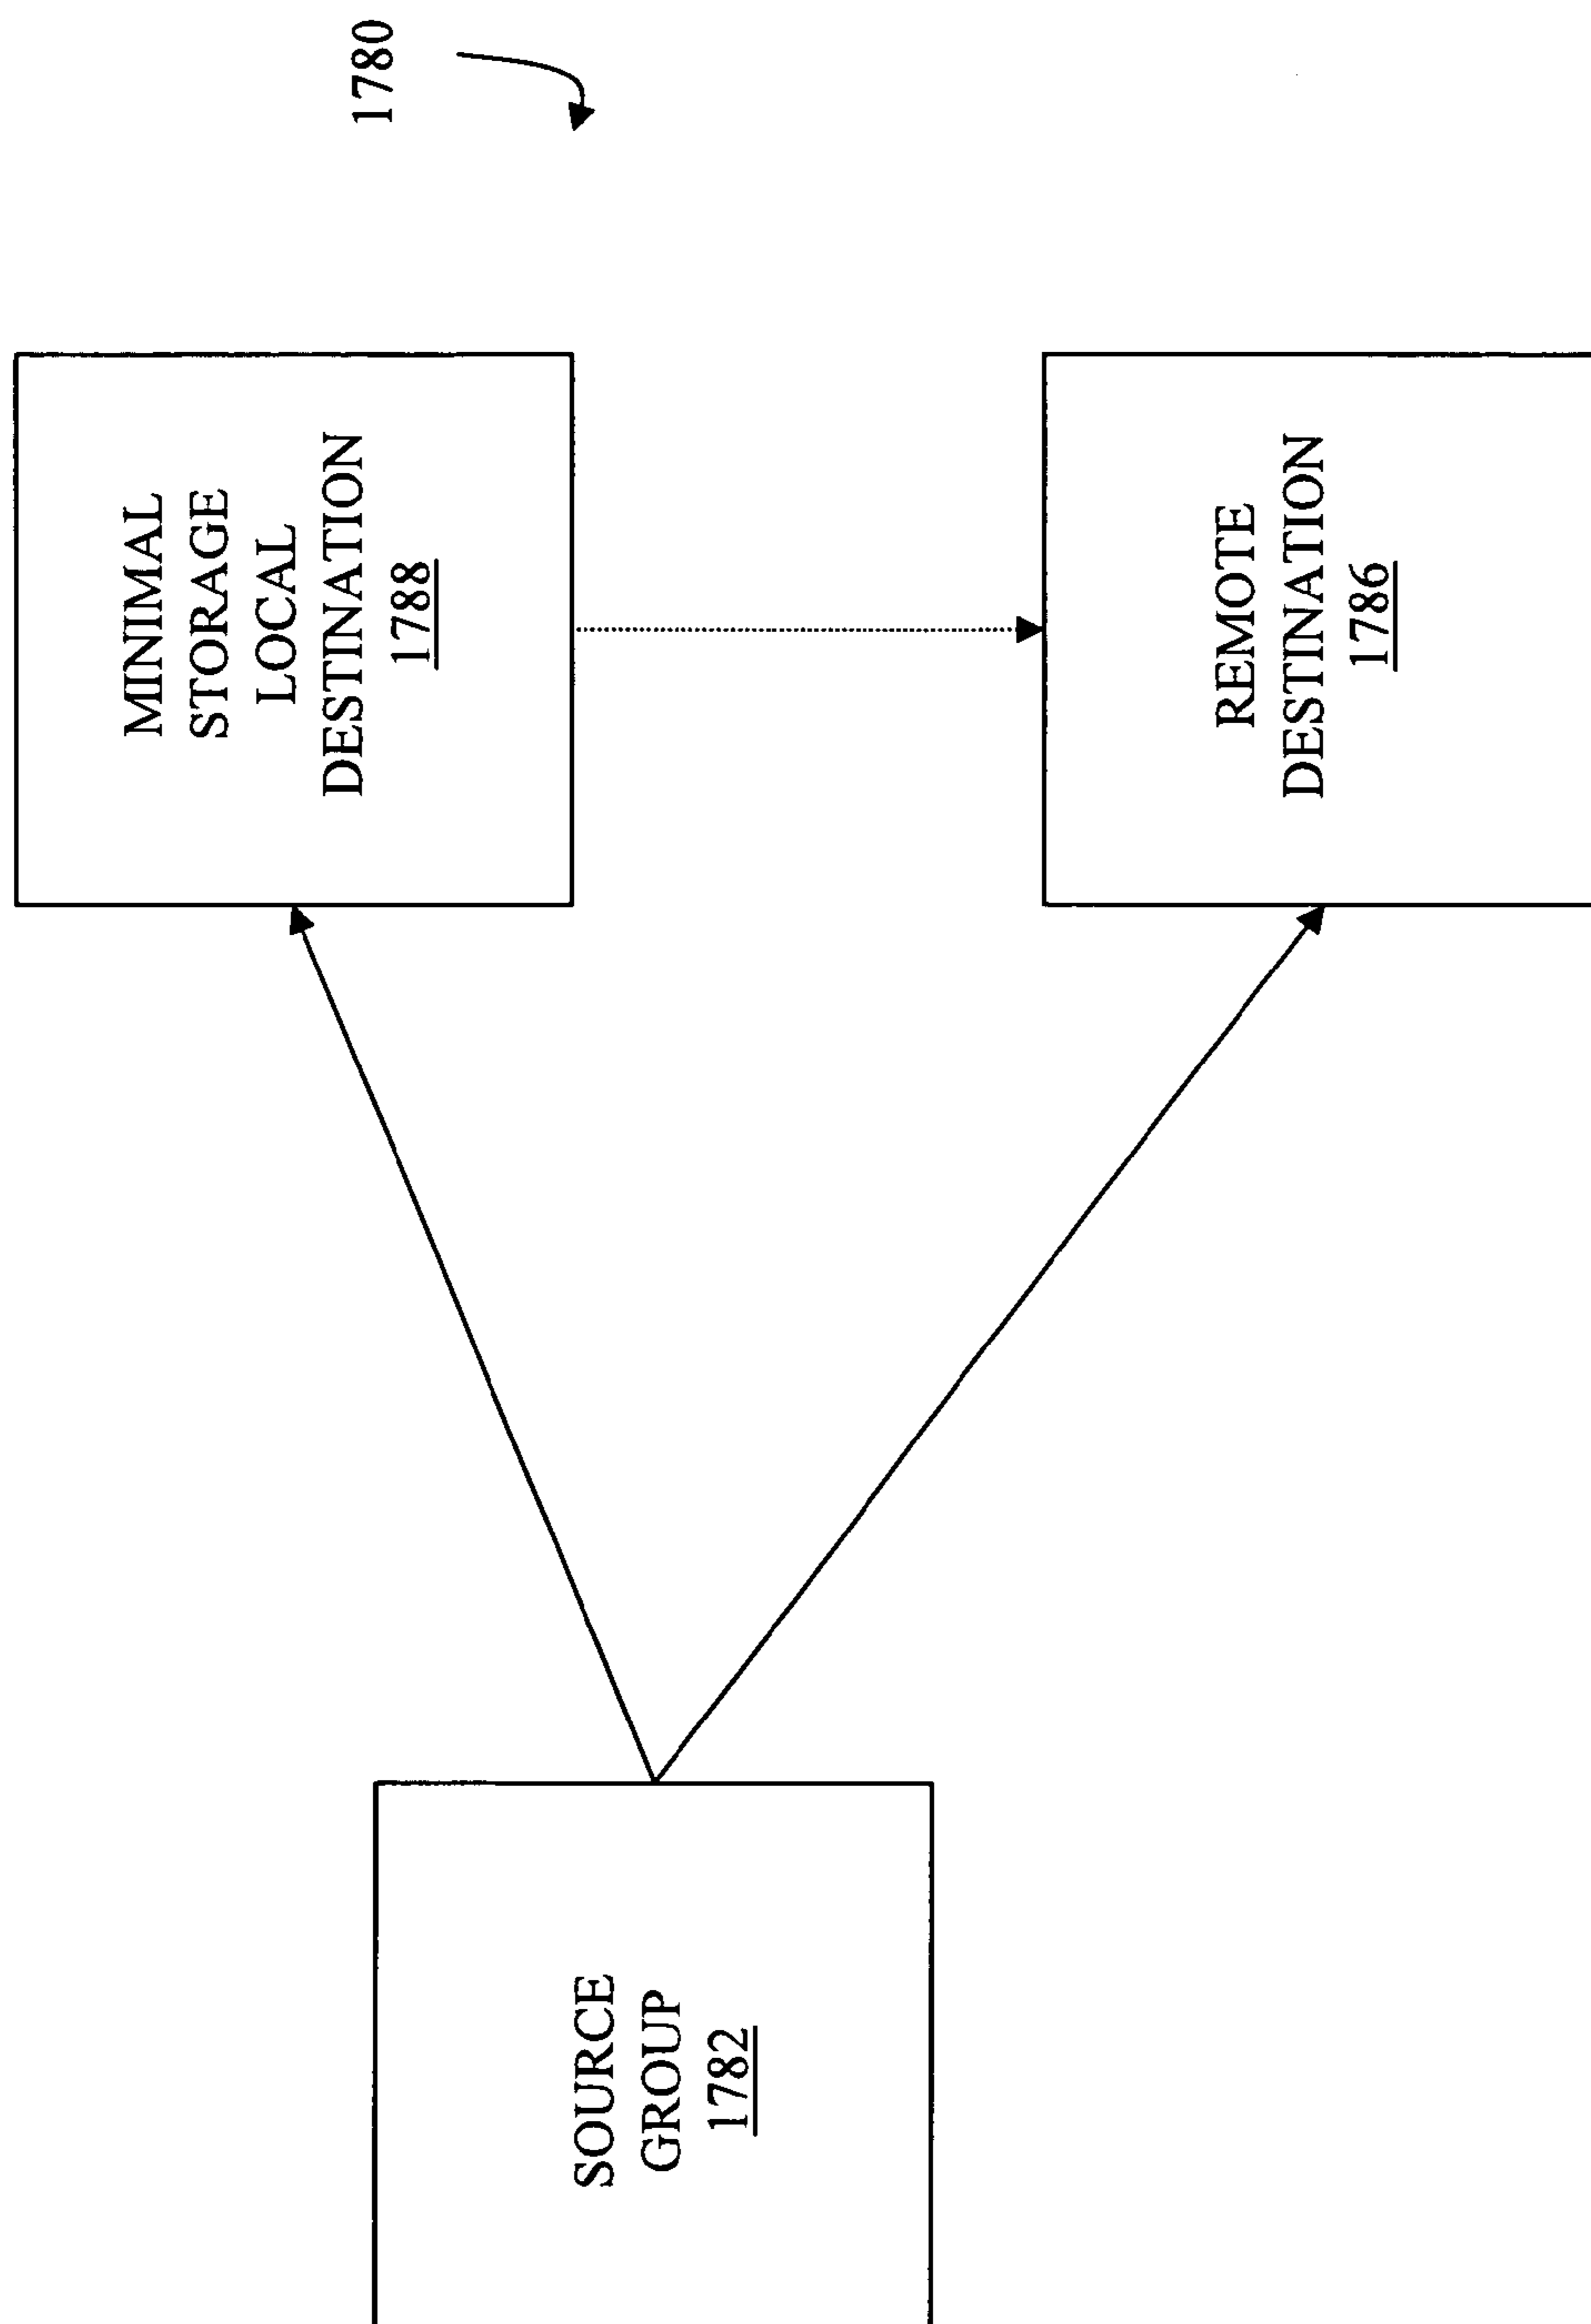 1780
MINIMAL
STORAGE
LOCAL
DESTINATION
1788
REMOTE
DESTINATION
1786
SOURCE
GROUP
1782